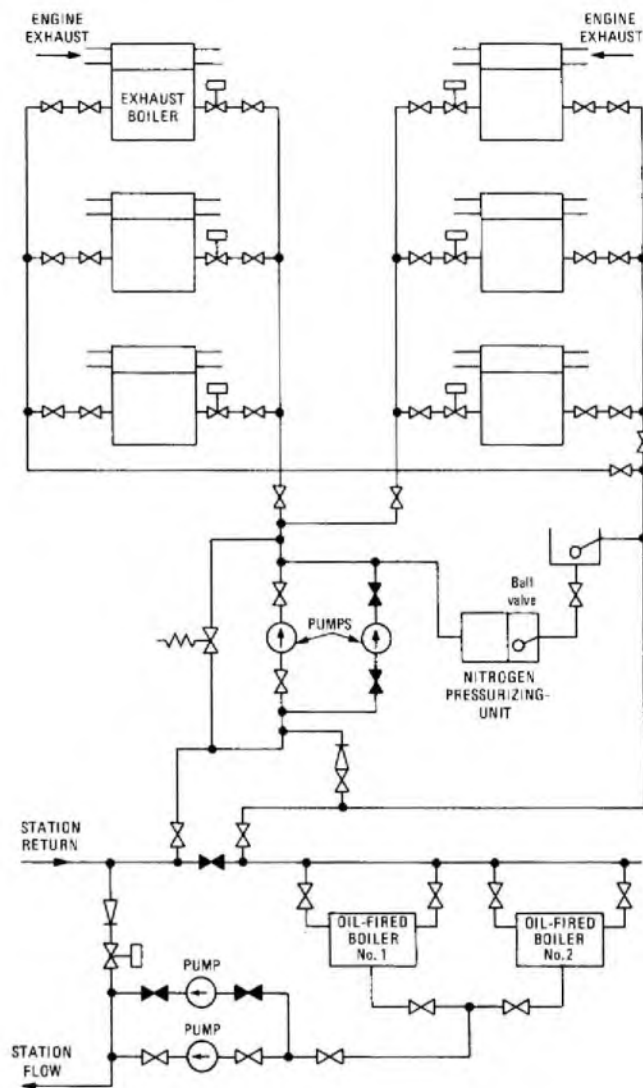 ENGINE
EXHAUST
ENGINE
EXHAUST
EXHAUST
BOILER
Ball
valve
PUMPS
NITROGEN
PRESSURIZING-
UNIT
STATION
RETURN
OIL-FIRED
BOILER
No. 1
OIL-FIRED
BOILER
No. 2
PUMP
PUMP
STATION
FLOW